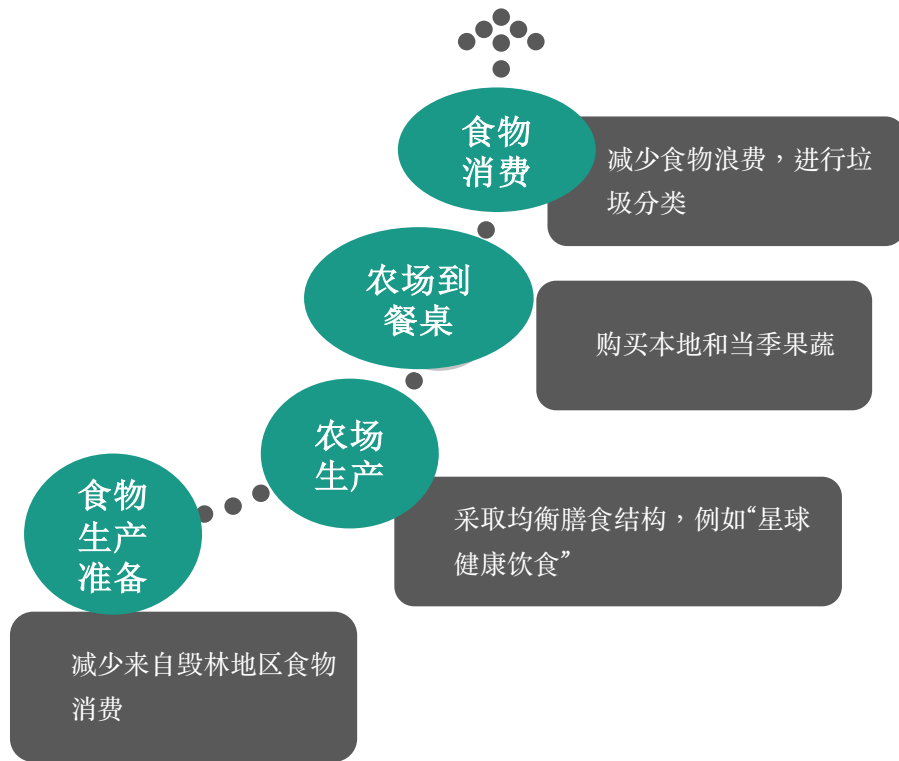 食物
消费
减少食物浪费，进行垃
圾分类
农场到
餐桌
购买本地和当季果蔬
农场
生产
采取均衡膳食结构，例如“星球
健康饮食”
食物
生产
准备
减少来自毁林地区食物
消费